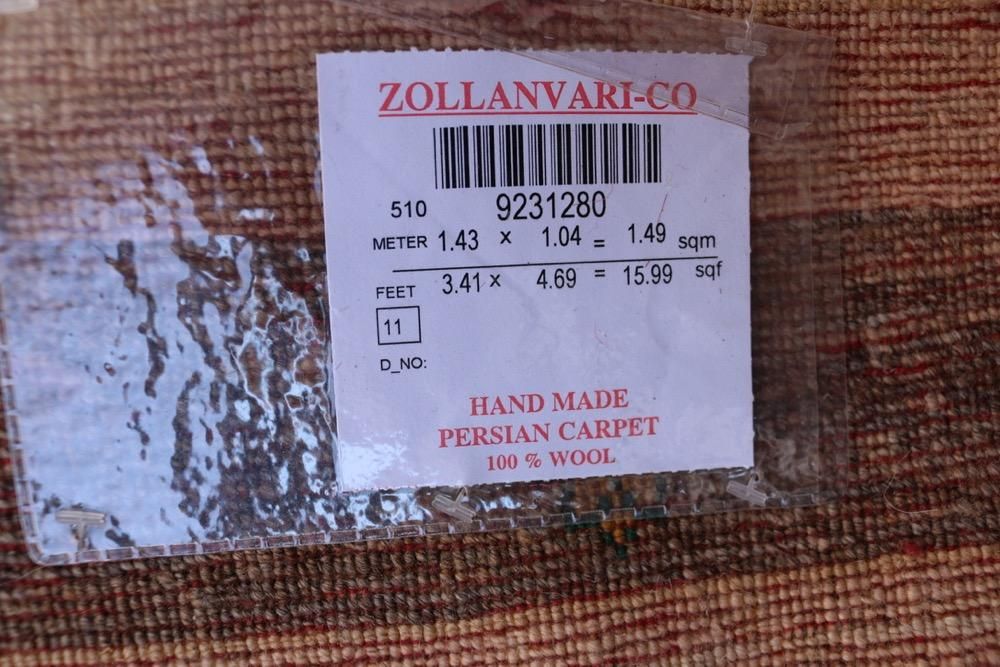 ZOLLANVARI-CO
510 9231280
METER 1.43 x 1.04 = 1.49 sqm
FEET 3.41 x 4.69 = 15.99 sqf
11
D_NO:
HAND MADE
PERSIAN CARPET
100 % WOOL